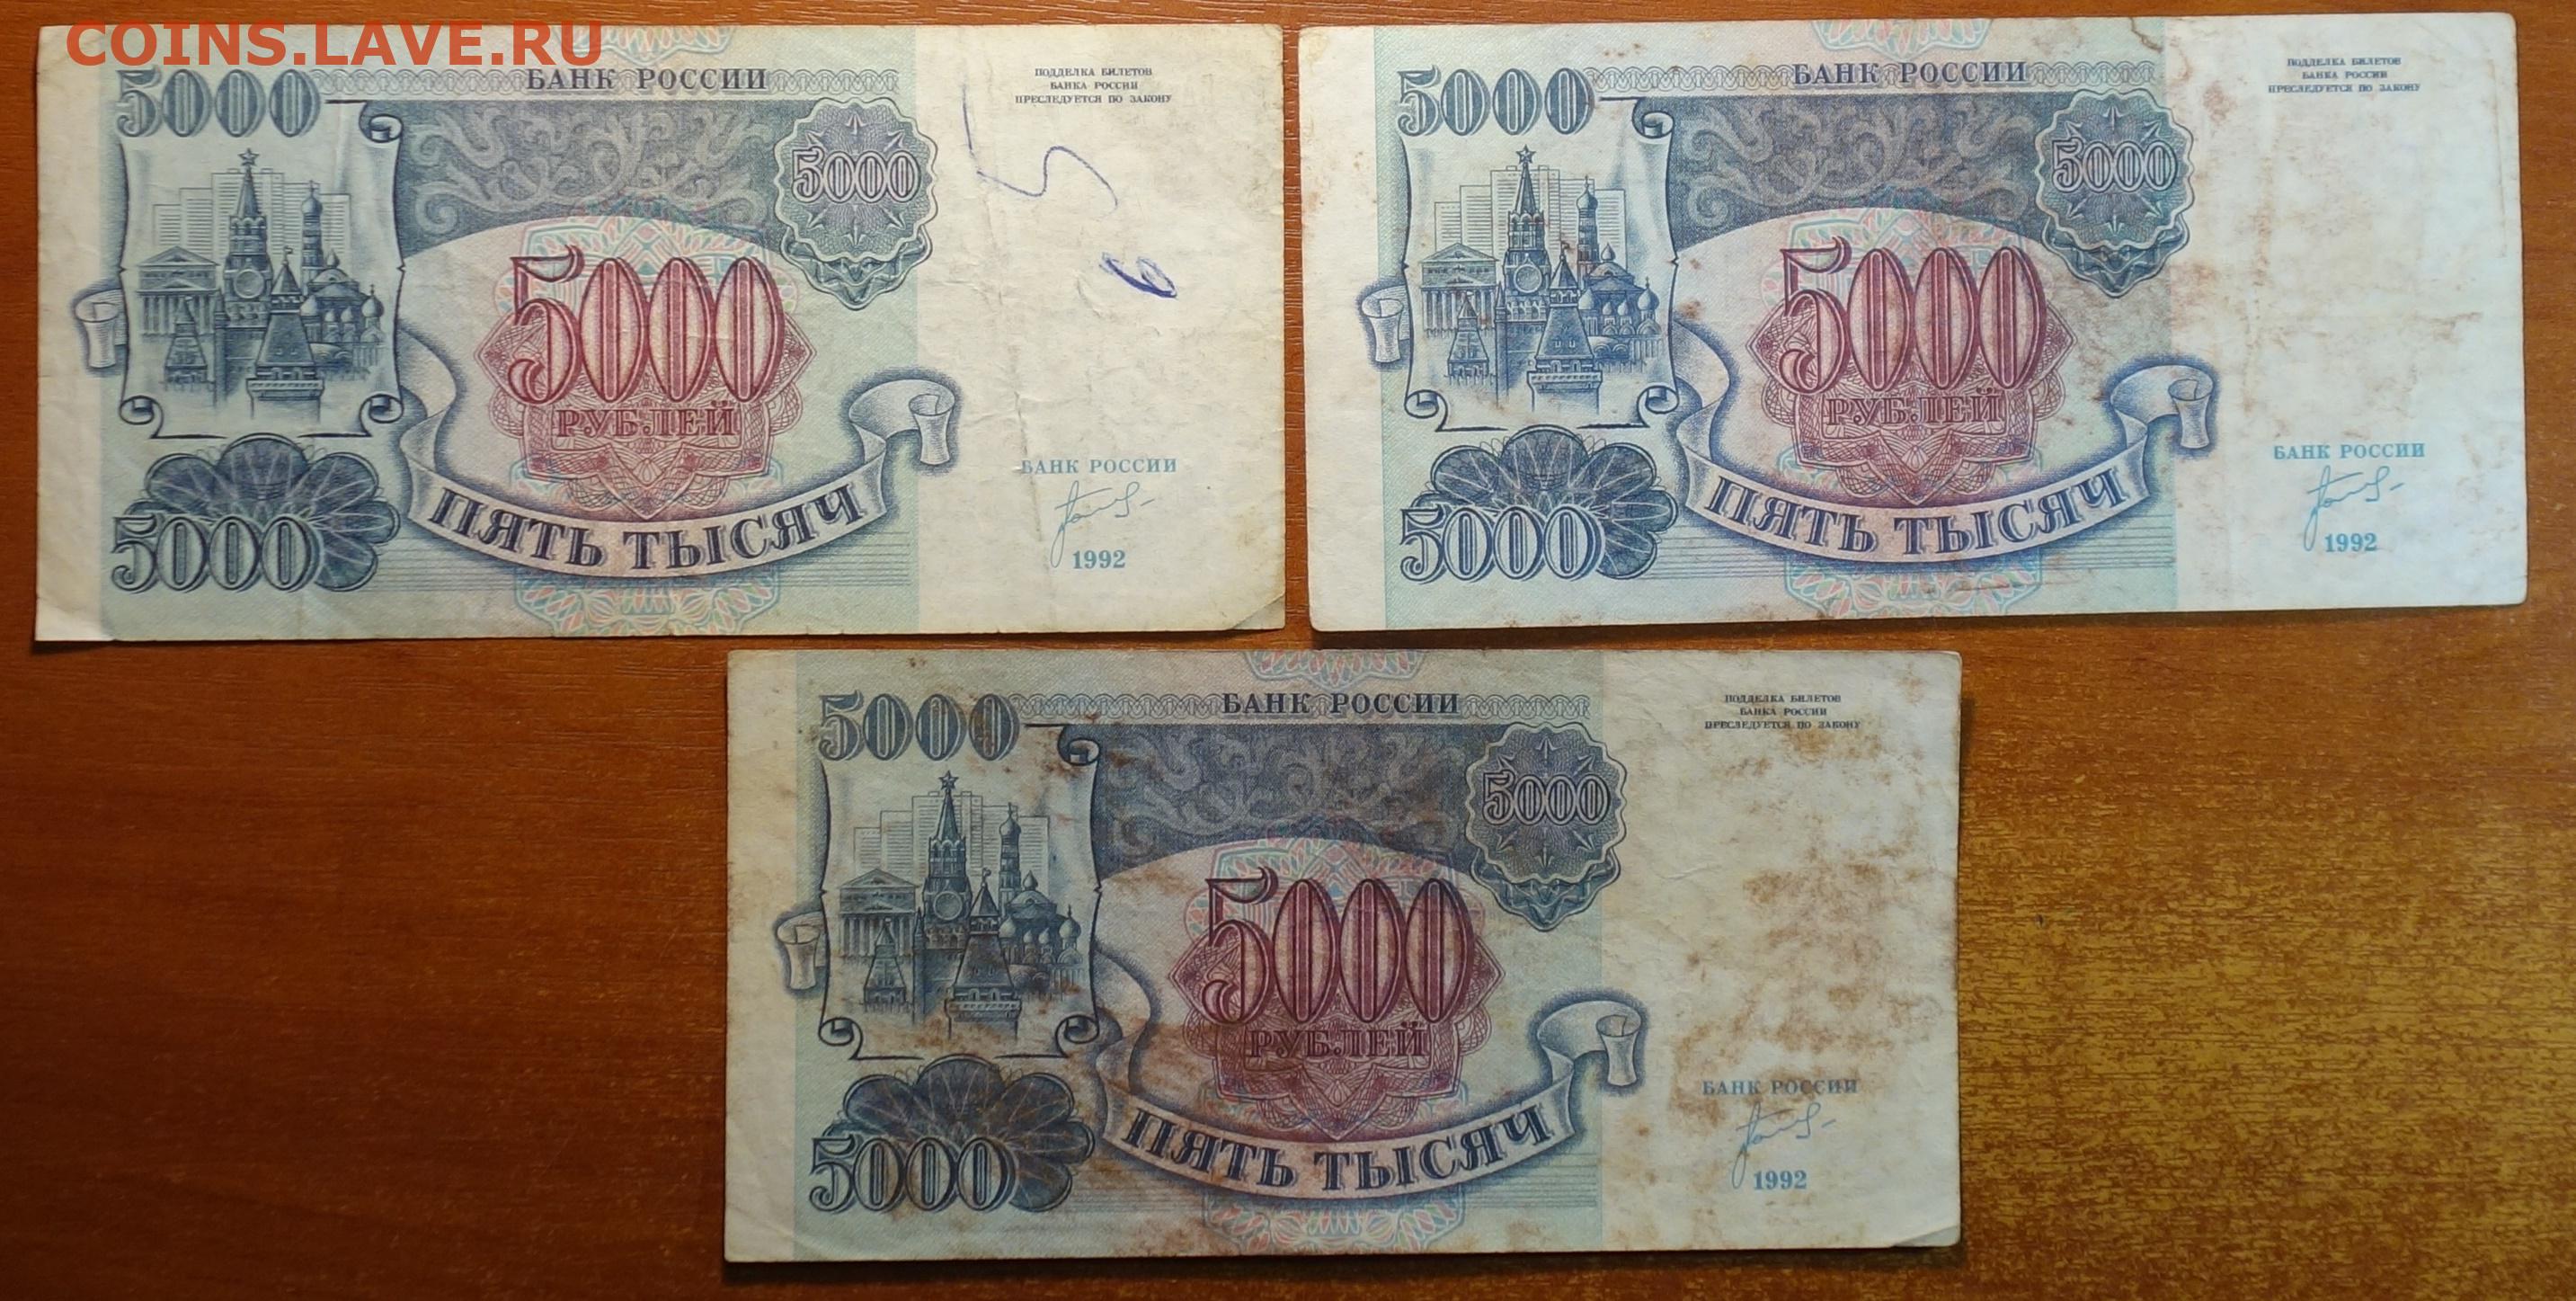 COINS.LAVE.RU
5000
БАНК РОССИИ
ПОДДЕЛКА БИЛЕТОВ
БАНКА РОССИИ
ПРЕСЛЕДУЕТСЯ ПО ЗАКОНУ
5000
5
6
5000
РУБЛЕЙ
БАНК РОССИИ
ПЯТЬ ТЫСЯЧ
5000
1992
5000
БАНК РОССИИ
ПОДДЕЛКА БИЛЕТОВ
БАНКА РОССИИ
ПРЕСЛЕДУЕТСЯ ПО ЗАКОНУ
5000
5000
РУБЛЕЙ
БАНК РОССИИ
ПЯТЬ ТЫСЯЧ
5000
1992
5000
БАНК РОССИИ
ПОДДЕЛКА БИЛЕТОВ
БАНКА РОССИИ
ПРЕСЛЕДУЕТСЯ ПО ЗАКОНУ
5000
5000
РУБЛЕЙ
БАНК РОССИИ
ПЯТЬ ТЫСЯЧ
5000
1992